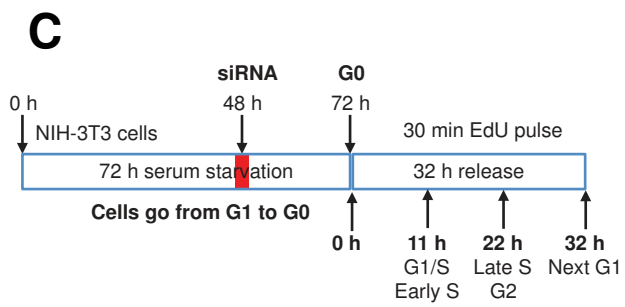 C
siRNA G0
0 h 48 h 72 h
NIH-3T3 cells 30 min EdU pulse
72 h serum starvation 32 h release
Cells go from G1 to G0
0 h 11 h 22 h 32 h
G1/S Late S Next G1
Early S G2